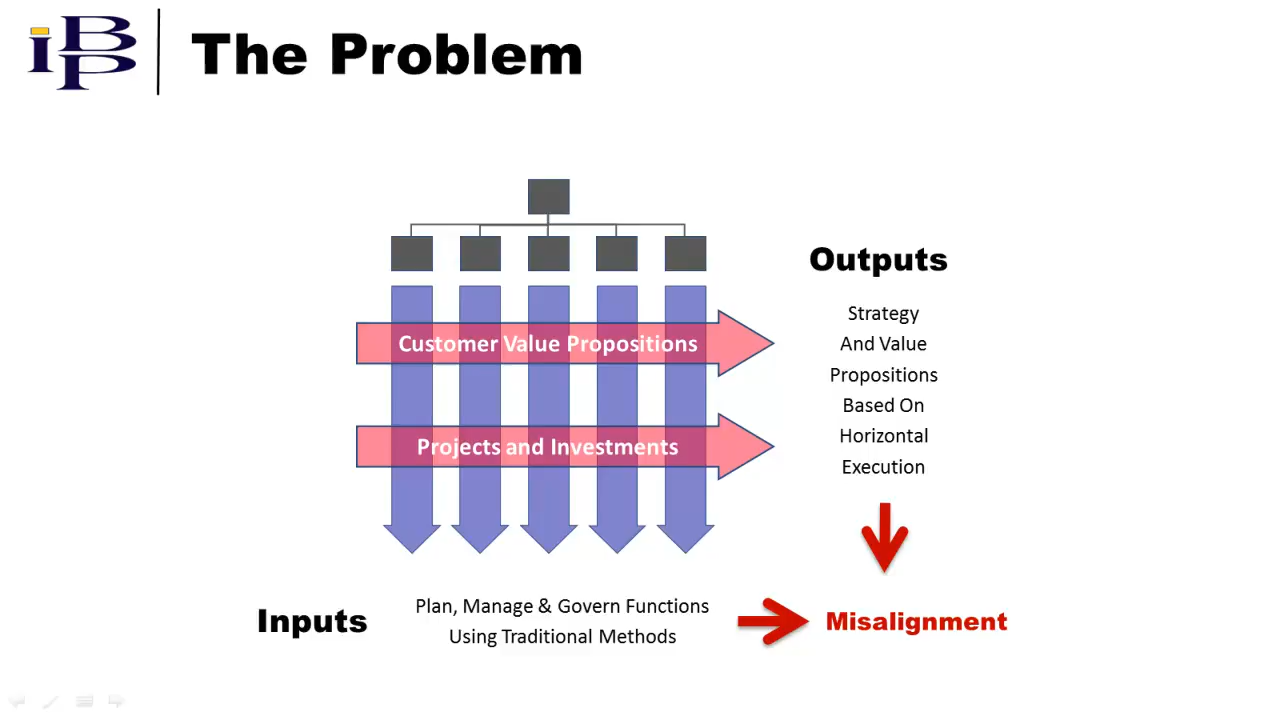 iBP
The Problem
Customer Value Propositions
Projects and Investments
Outputs
Strategy
And Value
Propositions
Based On
Horizontal
Execution
Inputs
Plan, Manage & Govern Functions
Using Traditional Methods
Misalignment